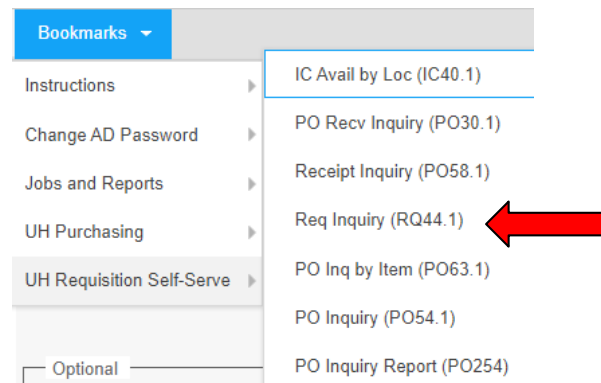 Bookmarks
Instructions
Change AD Password
Jobs and Reports
UH Purchasing
UH Requisition Self-Serve
Optional
IC Avail by Loc (IC40.1)
PO Recv Inquiry (PO30.1)
Receipt Inquiry (PO58.1)
Req Inquiry (RQ44.1)
PO Inq by Item (PO63.1)
PO Inquiry (PO54.1)
PO Inquiry Report (PO254)